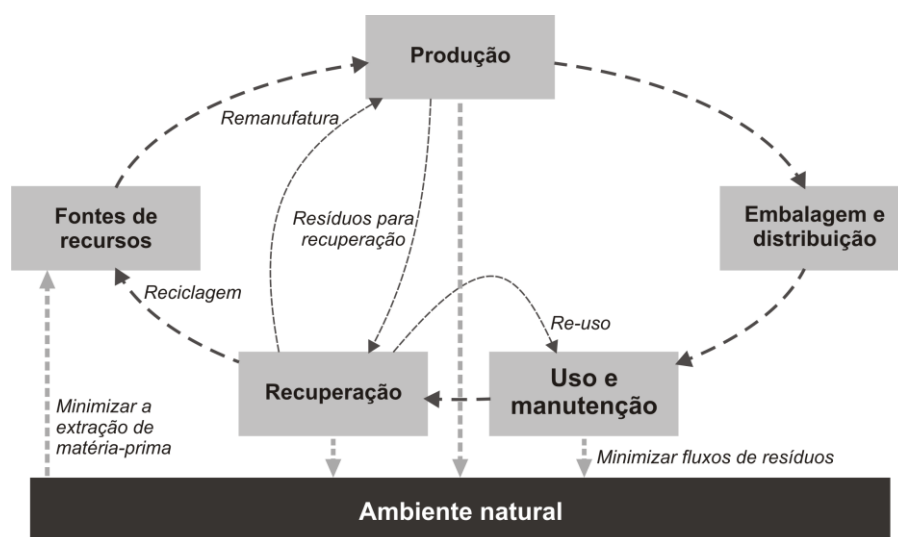 Produção
Remanufatura
Fontes de
recursos
Resíduos para
recuperação
Embalagem e
distribuição
Reciclagem
Re-uso
Recuperação
Uso e
manutenção
Minimizar a
extração de
matéria-prima
Minimizar fluxos de resíduos
Ambiente natural